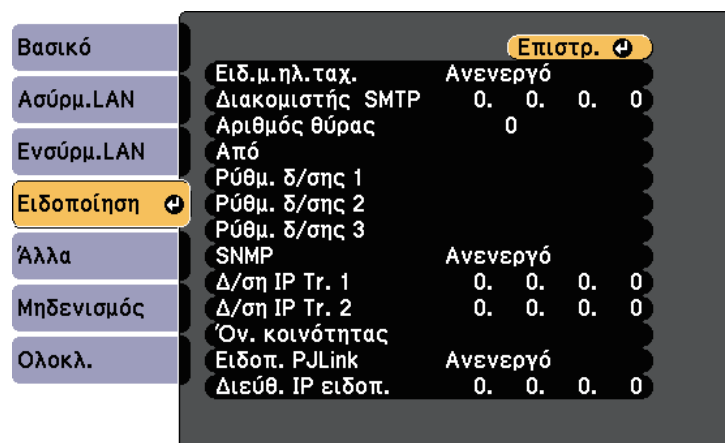 Βασικό
Ασύρμ.LAN
Ενσύρμ.LAN
Ειδοποίηση
Άλλα
Μηδενισμός
Ολοκλ.
Επιστρ.
Ειδ.μ.ηλ.ταχ. Ανενεργό
Διακομιστής SMTP 0. 0. 0. 0
Αριθμός θύρας 0
Από
Ρύθμ. δ/σης 1
Ρύθμ. δ/σης 2
Ρύθμ. δ/σης 3
SNMP Ανενεργό
Δ/ση IP Tr. 1 0. 0. 0. 0
Δ/ση IP Tr. 2 0. 0. 0. 0
Όν. κοινότητας
Ειδοπ. PJLink Ανενεργό
Διεύθ. IP ειδοπ. 0. 0. 0. 0